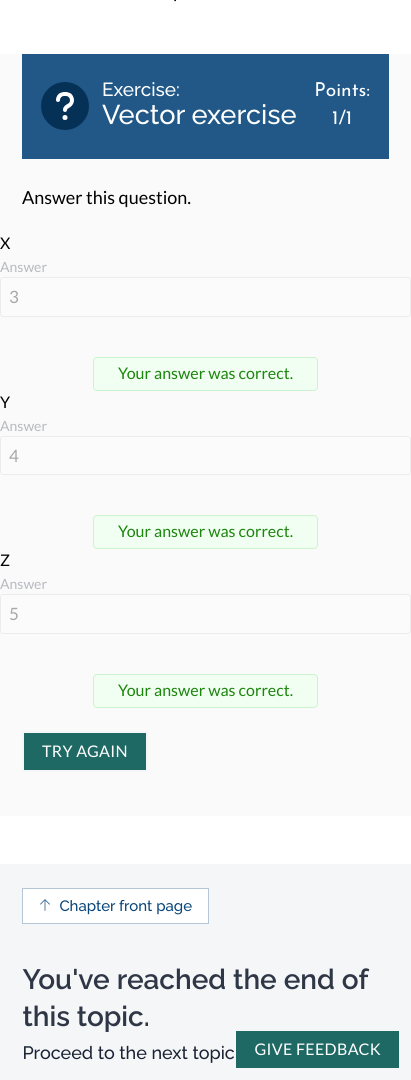 ?
Exercise:
Vector exercise
Points:
1/1
Answer this question.
X
Answer
3
Your answer was correct.
Y
Answer
4
Your answer was correct.
Z
Answer
5
Your answer was correct.
TRY AGAIN
↑ Chapter front page
You've reached the end of
this topic.
Proceed to the next topic
GIVE FEEDBACK